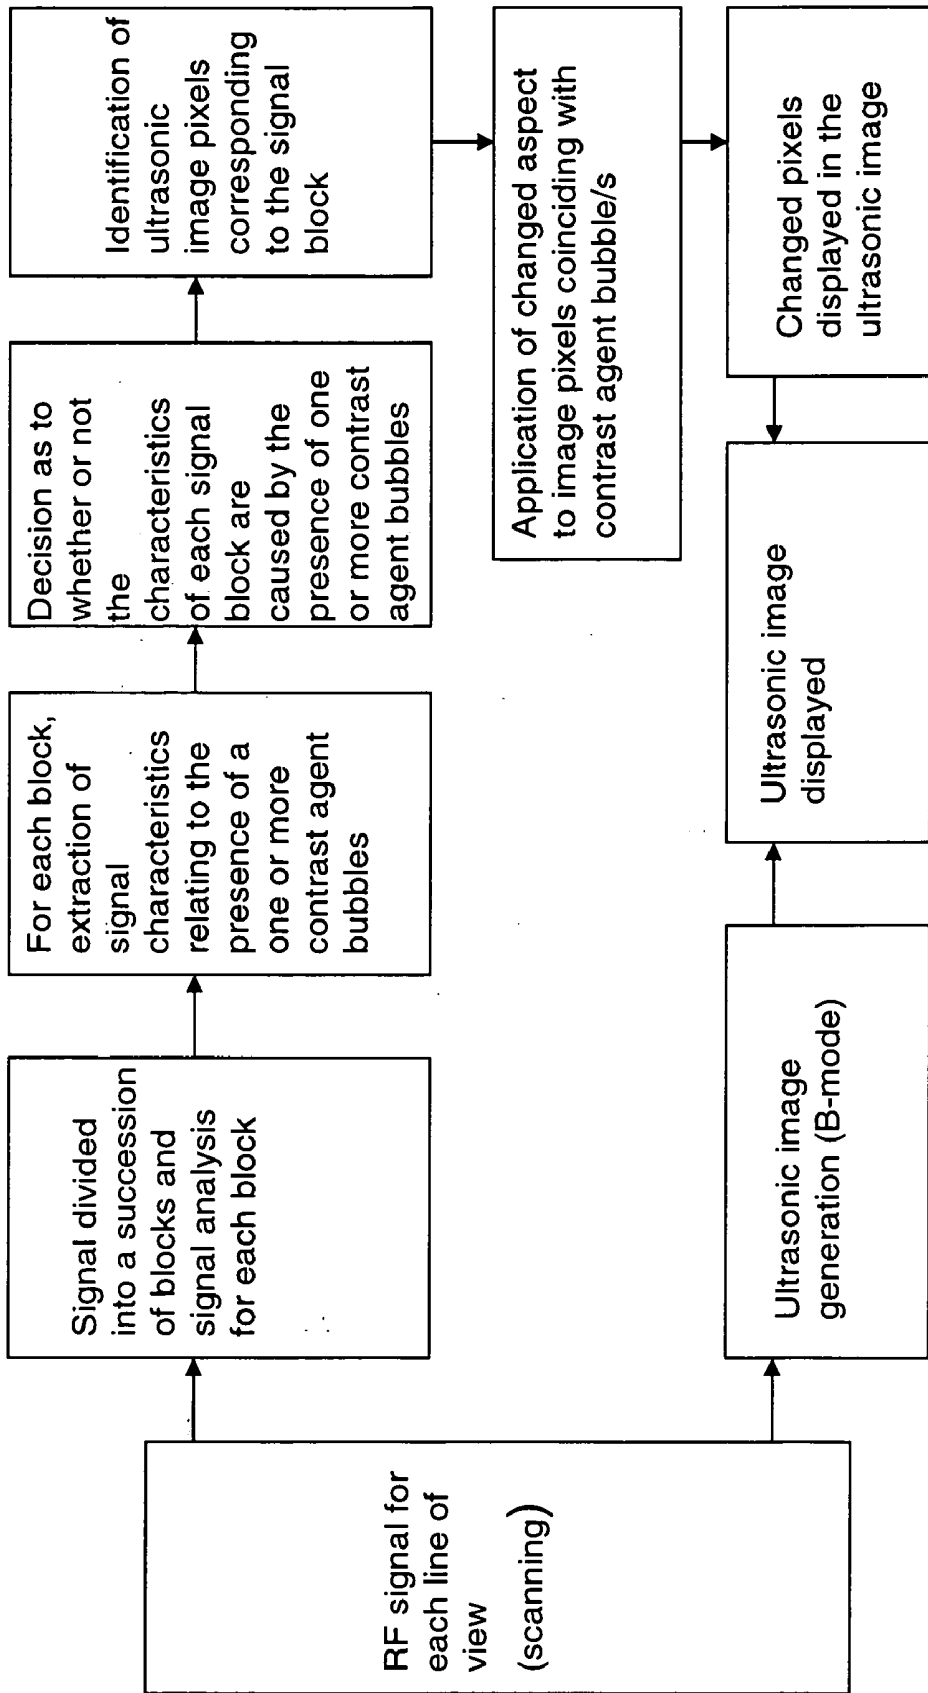 RF signal for
each line of
view
(scanning)
Signal divided
into a succession
of blocks and
signal analysis
for each block
For each block,
extraction of
signal
characteristics
relating to the
presence of a
one or more
contrast agent
bubbles
Decision as to
whether or not
the
characteristics
of each signal
block are
caused by the
presence of one
or more contrast
agent bubbles
Identification of
ultrasonic
image pixels
corresponding
to the signal
block
Application of changed aspect
to image pixels coinciding with
contrast agent bubble/s
Changed pixels
displayed in the
ultrasonic image
Ultrasonic image
generation (B-mode)
Ultrasonic image
displayed